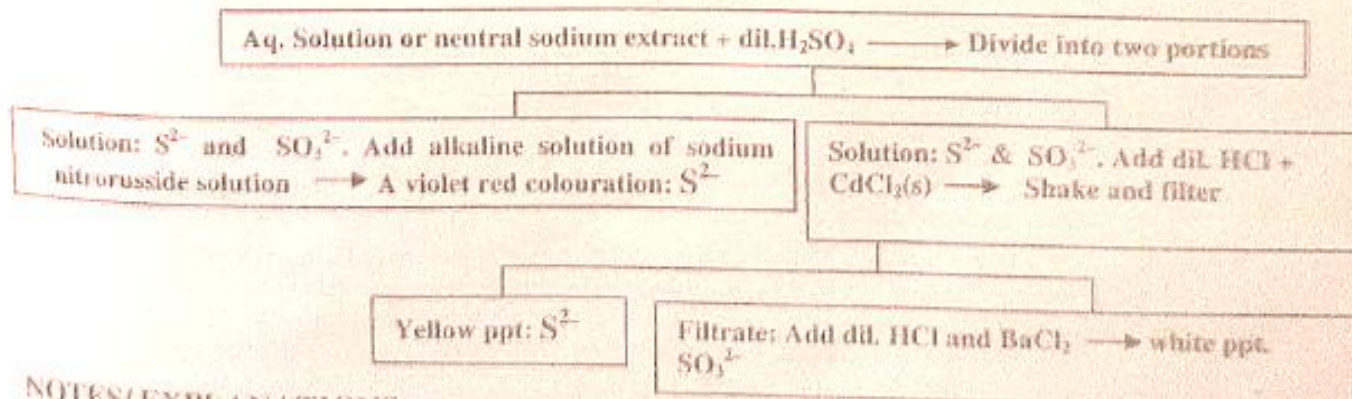 Aq. Solution or neutral sodium extract + dil.H₂SO₄ ⟶ Divide into two portions
Solution: S²⁻ and SO₃²⁻. Add alkaline solution of sodium
nitrorusside solution ⟶ A violet red colouration: S²⁻
Solution: S²⁻ & SO₃²⁻. Add dil. HCl +
CdCl₂(s) ⟶ Shake and filter
Yellow ppt: S²⁻
Filtrate: Add dil. HCl and BaCl₂ ⟶ white ppt.
SO₃²⁻